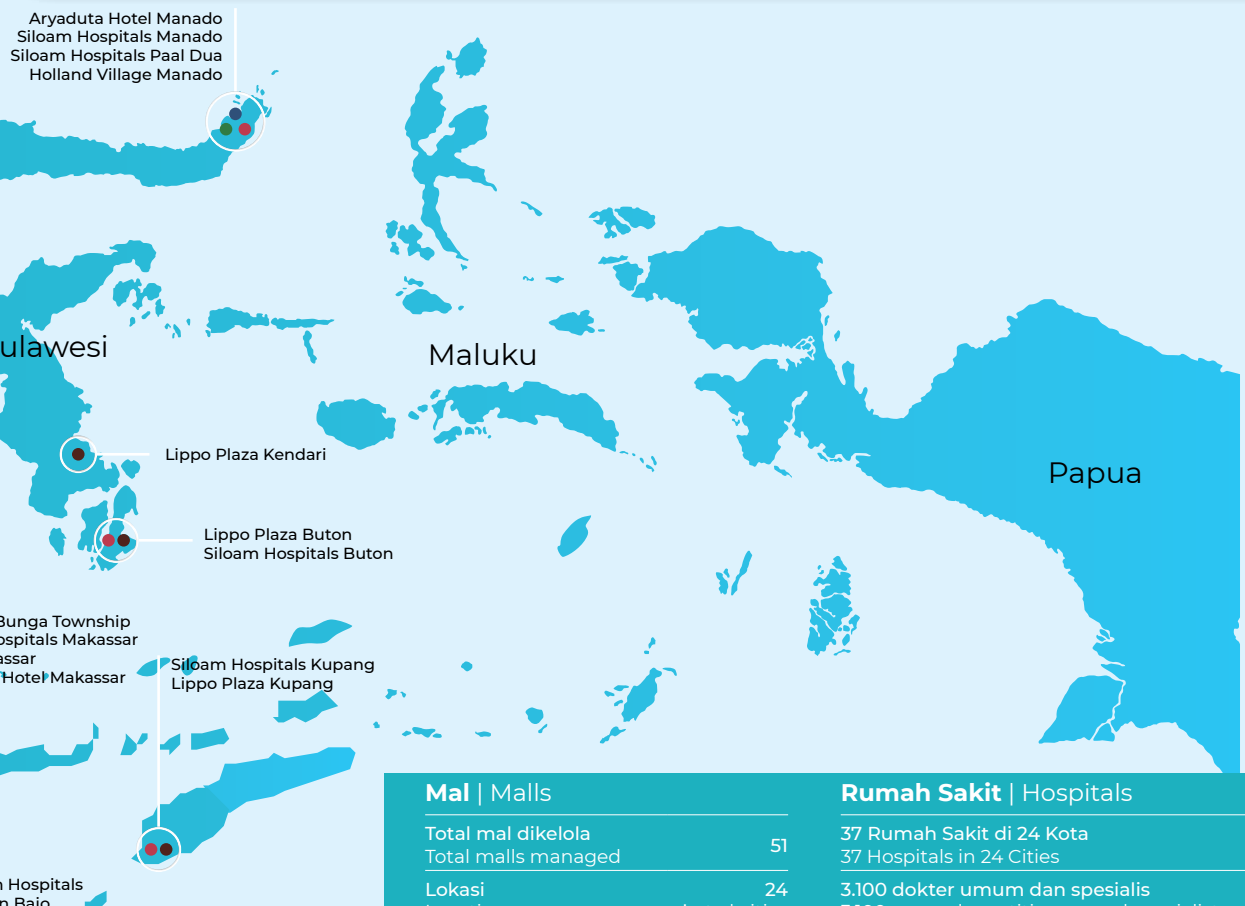 Aryaduta Hotel Manado
Siloam Hospitals Manado
Siloam Hospitals Paal Dua
Holland Village Manado
ulawesi
Maluku
Papua
Lippo Plaza Kendari
Lippo Plaza Buton
Siloam Hospitals Buton
Bunga Township
ospitals Makassar
assar
Hotel Makassar
Siloam Hospitals Kupang
Lippo Plaza Kupang
Hospitals
Bajo
Mal | Malls
Total mal dikelola
Total malls managed
51
Lokasi
24
Rumah Sakit | Hospitals
37 Rumah Sakit di 24 Kota
37 Hospitals in 24 Cities
3.100 dokter umum dan spesialis